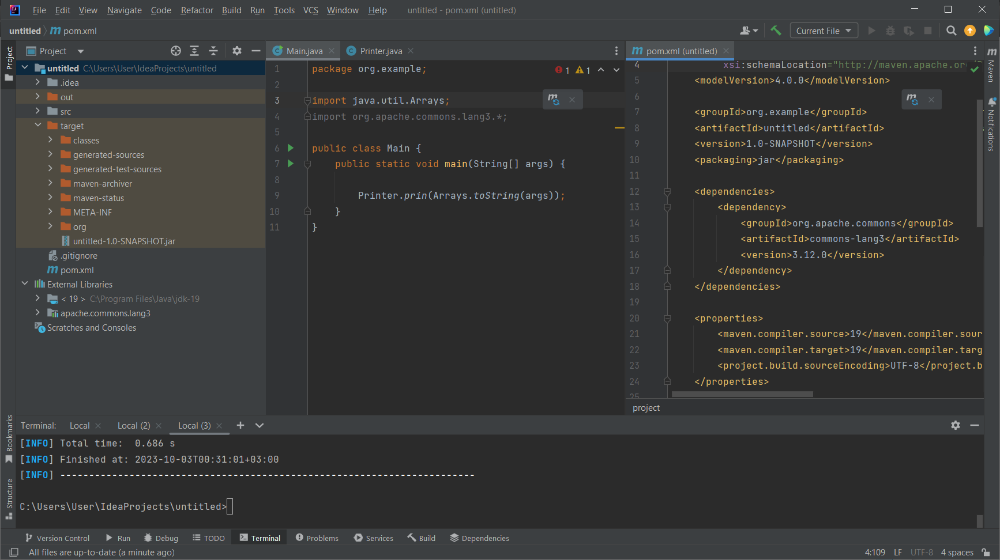 File Edit View Navigate Code Refactor Build Run Tools VCS Window Help untitled - pom.xml (untitled)
untitled pom.xml
Current File
Project
Project
untitled C:\Users\User\IdeaProjects\untitled
.idea
out
src
target
classes
generated-sources
generated-test-sources
maven-archiver
maven-status
META-INF
org
untitled-1.0-SNAPSHOT.jar
.gitignore
pom.xml
External Libraries
< 19 > C:\Program Files\Java\jdk-19
apache.commons.lang3
Scratches and Consoles
Main.java Printer.java
1 package org.example;
1 1
2
3 import java.util.Arrays;
4 import org.apache.commons.lang3.*;
5
6 public class Main {
7 public static void main(String[] args) {
8
9 Printer.prin(Arrays.toString(args));
10 }
11 }
pom.xml (untitled)
4 xsi:schemaLocation="http://maven.apache.or
5 <modelVersion>4.0.0</modelVersion>
6
7 <groupId>org.example</groupId>
8 <artifactId>untitled</artifactId>
9 <version>1.0-SNAPSHOT</version>
10 <packaging>jar</packaging>
11
12 <dependencies>
13 <dependency>
14 <groupId>org.apache.commons</groupId>
15 <artifactId>commons-lang3</artifactId>
16 <version>3.12.0</version>
17 </dependency>
18 </dependencies>
19
20 <properties>
21 <maven.compiler.source>19</maven.compiler.sour
22 <maven.compiler.target>19</maven.compiler.targ
23 <project.build.sourceEncoding>UTF-8</project.b
24 </properties>
25
project
Maven
Notifications
Bookmarks
Structure
Terminal: Local Local (2) Local (3)
[INFO] Total time:  0.686 s
[INFO] Finished at: 2023-10-03T00:31:01+03:00
[INFO] ------------------------------------------------------------------------
C:\Users\User\IdeaProjects\untitled>
Version Control Run Debug TODO Terminal Problems Services Build Dependencies
All files are up-to-date (a minute ago)
4:109 LF UTF-8 4 spaces